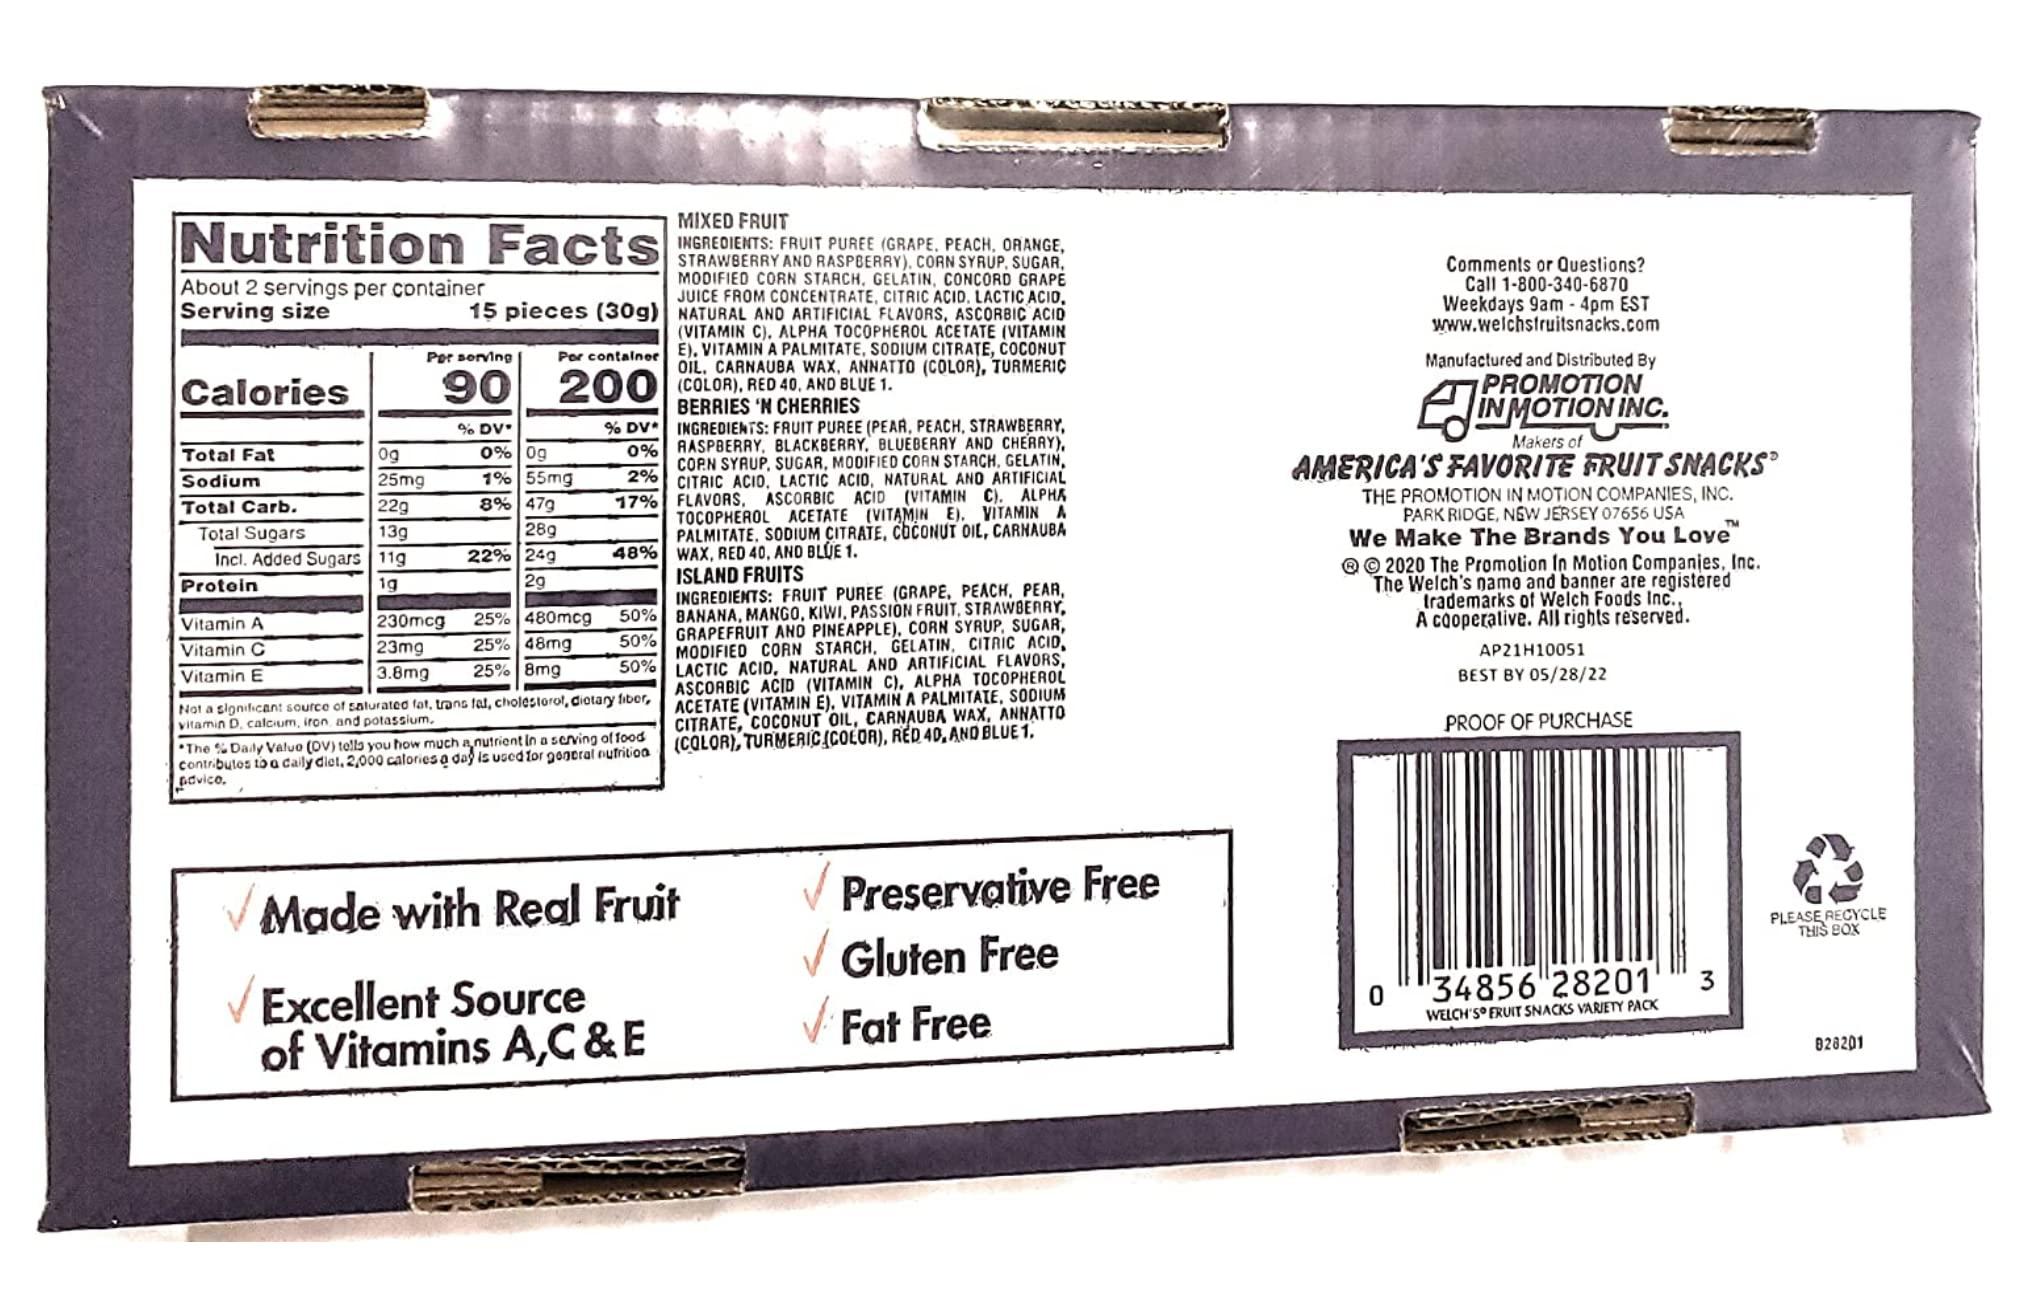 Nutrition Facts
About 2 servings per container
Serving size 15 pieces (30g)
Per serving Per container
Calories 90 200
% DV* % DV*
Total Fat 0g 0% 0g 0%
Sodium 25mg 1% 55mg 2%
Total Carb. 22g 8% 47g 17%
Total Sugars 13g 28g
Incl. Added Sugars 11g 22% 24g 48%
Protein 1g 2g
Vitamin A 230mcg 25% 480mcg 50%
Vitamin C 23mg 25% 48mg 50%
Vitamin E 3.8mg 25% 8mg 50%
Not a significant source of saturated fat, trans fat, cholesterol, dietary fiber,
vitamin D, calcium, iron, and potassium.
*The % Daily Value (DV) tells you how much a nutrient in a serving of food
contributes to a daily diet. 2,000 calories a day is used for general nutrition
advice.
MIXED FRUIT
INGREDIENTS: FRUIT PUREE (GRAPE, PEACH, ORANGE,
STRAWBERRY AND RASPBERRY), CORN SYRUP, SUGAR,
MODIFIED CORN STARCH, GELATIN, CONCORD GRAPE
JUICE FROM CONCENTRATE, CITRIC ACID, LACTIC ACID,
NATURAL AND ARTIFICIAL FLAVORS, ASCORBIC ACID
(VITAMIN C), ALPHA TOCOPHEROL ACETATE (VITAMIN
E), VITAMIN A PALMITATE, SODIUM CITRATE, COCONUT
OIL, CARNAUBA WAX, ANNATTO (COLOR), TURMERIC
(COLOR), RED 40, AND BLUE 1.
BERRIES 'N CHERRIES
INGREDIENTS: FRUIT PUREE (PEAR, PEACH, STRAWBERRY,
RASPBERRY, BLACKBERRY, BLUEBERRY AND CHERRY),
CORN SYRUP, SUGAR, MODIFIED CORN STARCH, GELATIN,
CITRIC ACID, LACTIC ACID, NATURAL AND ARTIFICIAL
FLAVORS, ASCORBIC ACID (VITAMIN C), ALPHA
TOCOPHEROL ACETATE (VITAMIN E), VITAMIN A
PALMITATE, SODIUM CITRATE, COCONUT OIL, CARNAUBA
WAX, RED 40, AND BLUE 1.
ISLAND FRUITS
INGREDIENTS: FRUIT PUREE (GRAPE, PEACH, PEAR,
BANANA, MANGO, KIWI, PASSION FRUIT, STRAWBERRY,
GRAPEFRUIT AND PINEAPPLE), CORN SYRUP, SUGAR,
MODIFIED CORN STARCH, GELATIN, CITRIC ACID,
LACTIC ACID, NATURAL AND ARTIFICIAL FLAVORS,
ASCORBIC ACID (VITAMIN C), ALPHA TOCOPHEROL
ACETATE (VITAMIN E), VITAMIN A PALMITATE, SODIUM
CITRATE, COCONUT OIL, CARNAUBA WAX, ANNATTO
(COLOR), TURMERIC (COLOR), RED 40, AND BLUE 1.
Made with Real Fruit
Excellent Source
of Vitamins A,C & E
Preservative Free
Gluten Free
Fat Free
Comments or Questions?
Call 1-800-340-6870
Weekdays 9am - 4pm EST
www.welchsfruitsnacks.com
Manufactured and Distributed By
PROMOTION
IN MOTION INC.
Makers of
AMERICA'S FAVORITE FRUIT SNACKS®
THE PROMOTION IN MOTION COMPANIES, INC.
PARK RIDGE, NEW JERSEY 07656 USA
We Make The Brands You Love™
® © 2020 The Promotion In Motion Companies, Inc.
The Welch's name and banner are registered
trademarks of Welch Foods Inc.,
A cooperative. All rights reserved.
AP21H10051
BEST BY 05/28/22
PROOF OF PURCHASE
0 34856 28201 3
WELCH'S® FRUIT SNACKS VARIETY PACK
PLEASE RECYCLE
THIS BOX
B28201